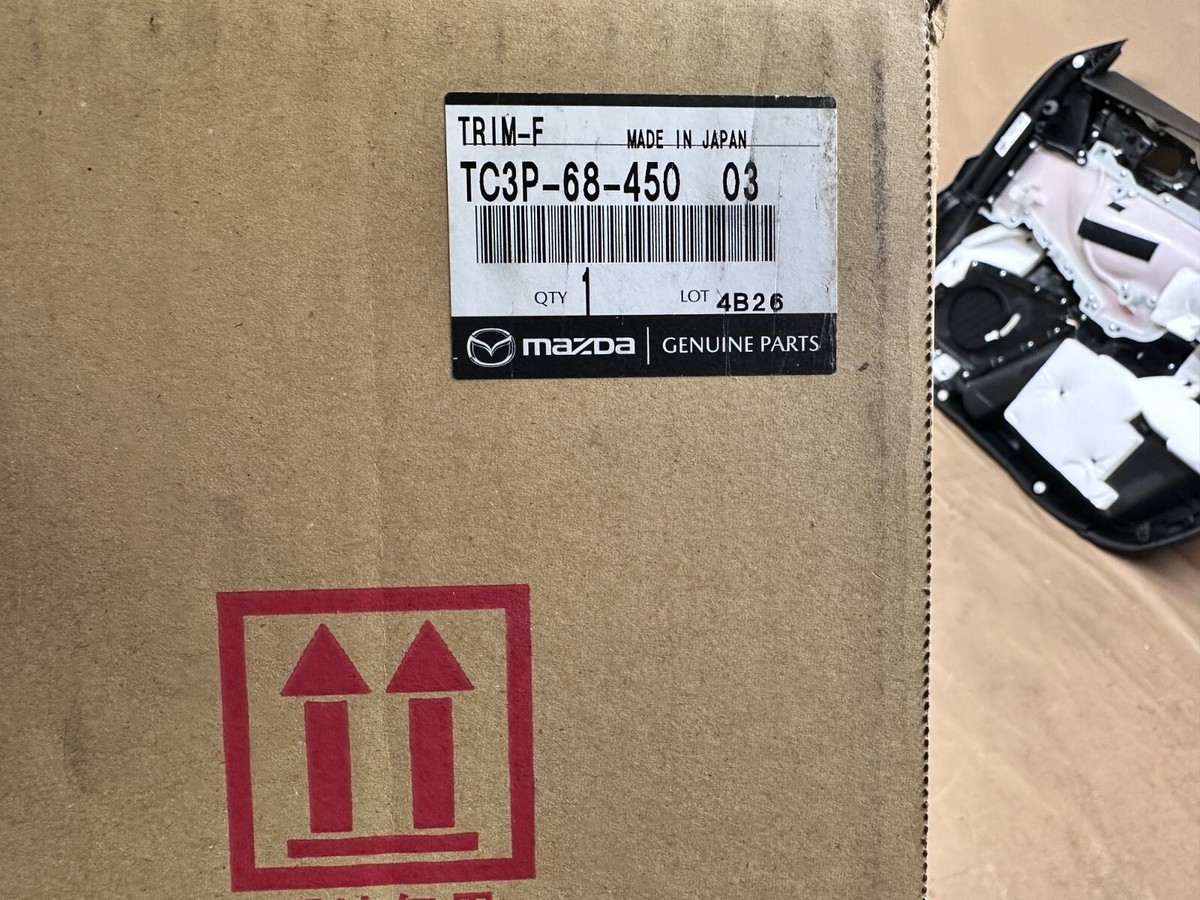 TRIM-F MADE IN JAPAN
TC3P-68-450 03
QTY 1 LOT 4B26
mazda GENUINE PARTS